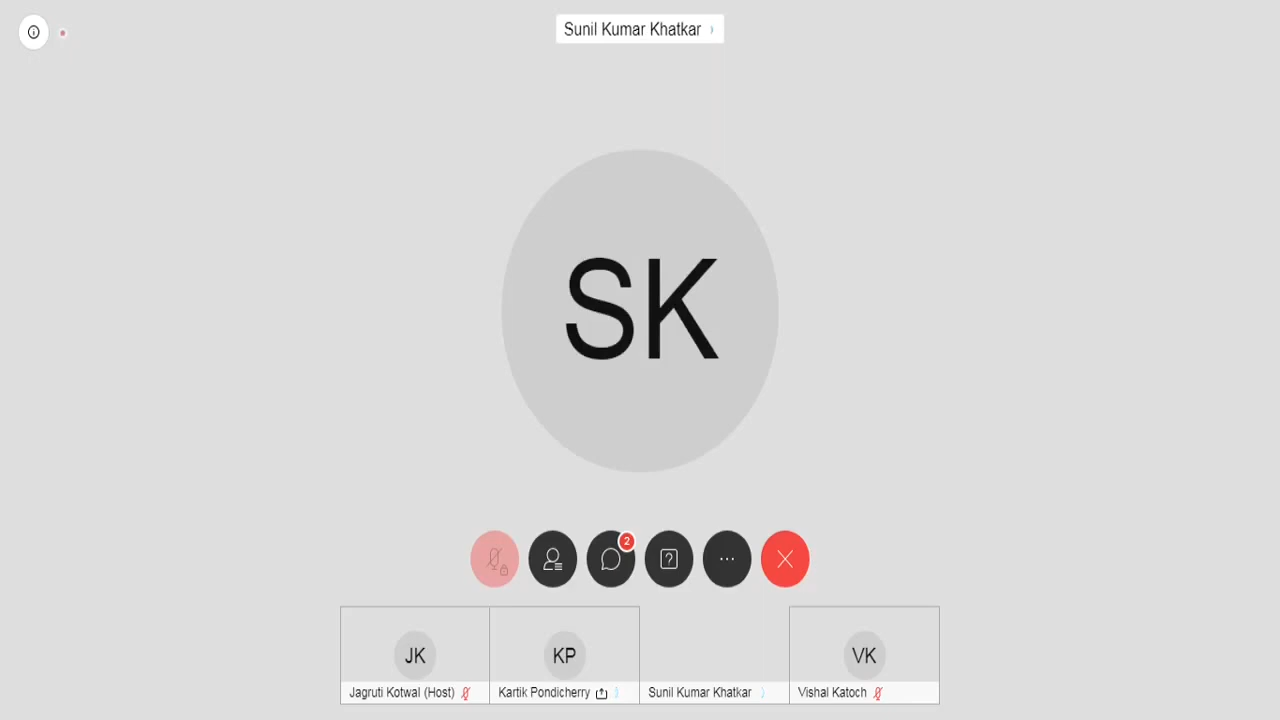 Sunil Kumar Khatkar
SK
2
JK
KP
VK
Jagruti Kotwal (Host)
Kartik Pondicherry
Sunil Kumar Khatkar
Vishal Katoch